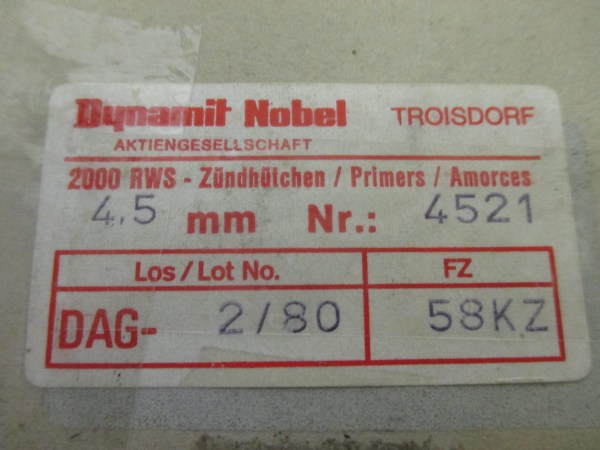 Dynamit Nobel TROISDORF
AKTIENGESELLSCHAFT
2000 RWS - Zündhütchen / Primers / Amorces
4.5 mm Nr.: 4521
Los / Lot No. FZ
DAG- 2/80 58KZ